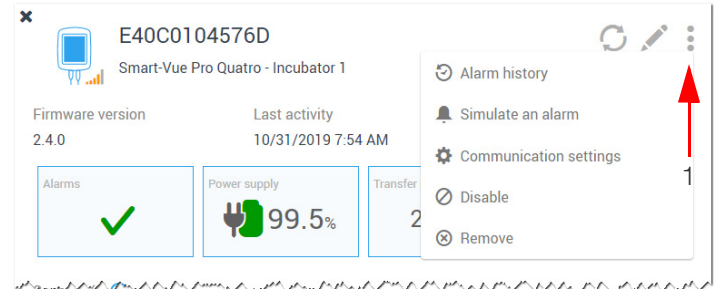 E40C0104576D
Smart-Vue Pro Quatro - Incubator 1
Firmware version
2.4.0
Last activity
10/31/2019 7:54 AM
Alarms
Power supply
99.5%
Transfer
2
Alarm history
Simulate an alarm
Communication settings
Disable
Remove
1